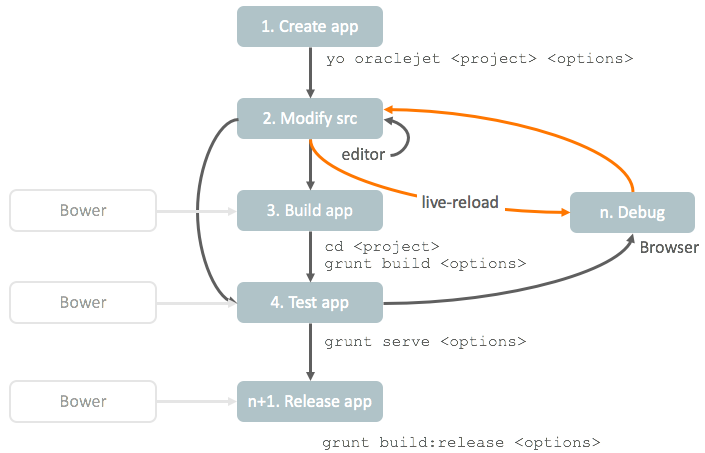 1. Create app
yo oraclejet <project> <options>
2. Modify src
editor
live-reload
Bower
3. Build app
n. Debug
cd <project>
grunt build <options>
Browser
Bower
4. Test app
grunt serve <options>
Bower
n+1. Release app
grunt build:release <options>